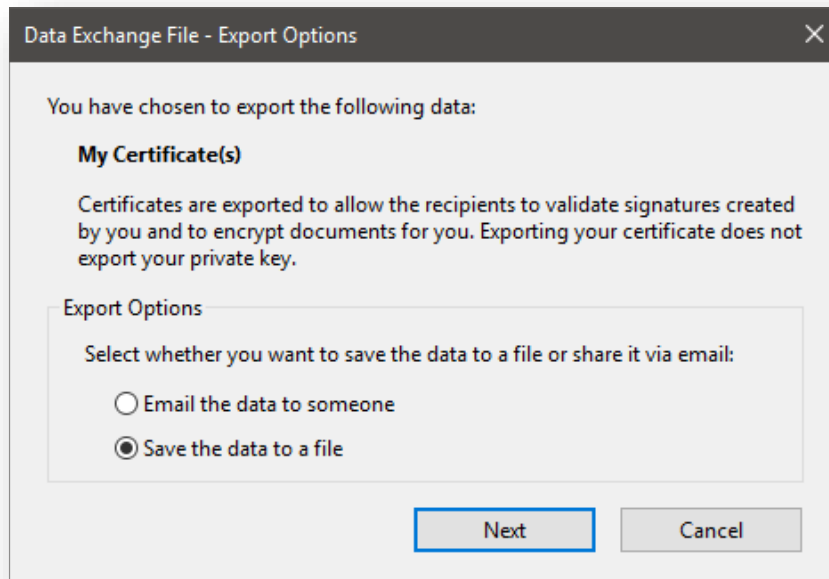 Data Exchange File - Export Options
You have chosen to export the following data:
My Certificate(s)
Certificates are exported to allow the recipients to validate signatures created
by you and to encrypt documents for you. Exporting your certificate does not
export your private key.
Export Options
Select whether you want to save the data to a file or share it via email:
Email the data to someone
Save the data to a file
Next
Cancel